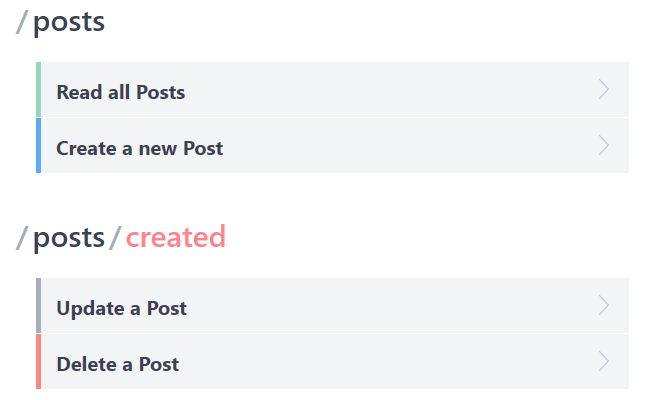 /posts
Read all Posts
Create a new Post
/posts/created
Update a Post
Delete a Post